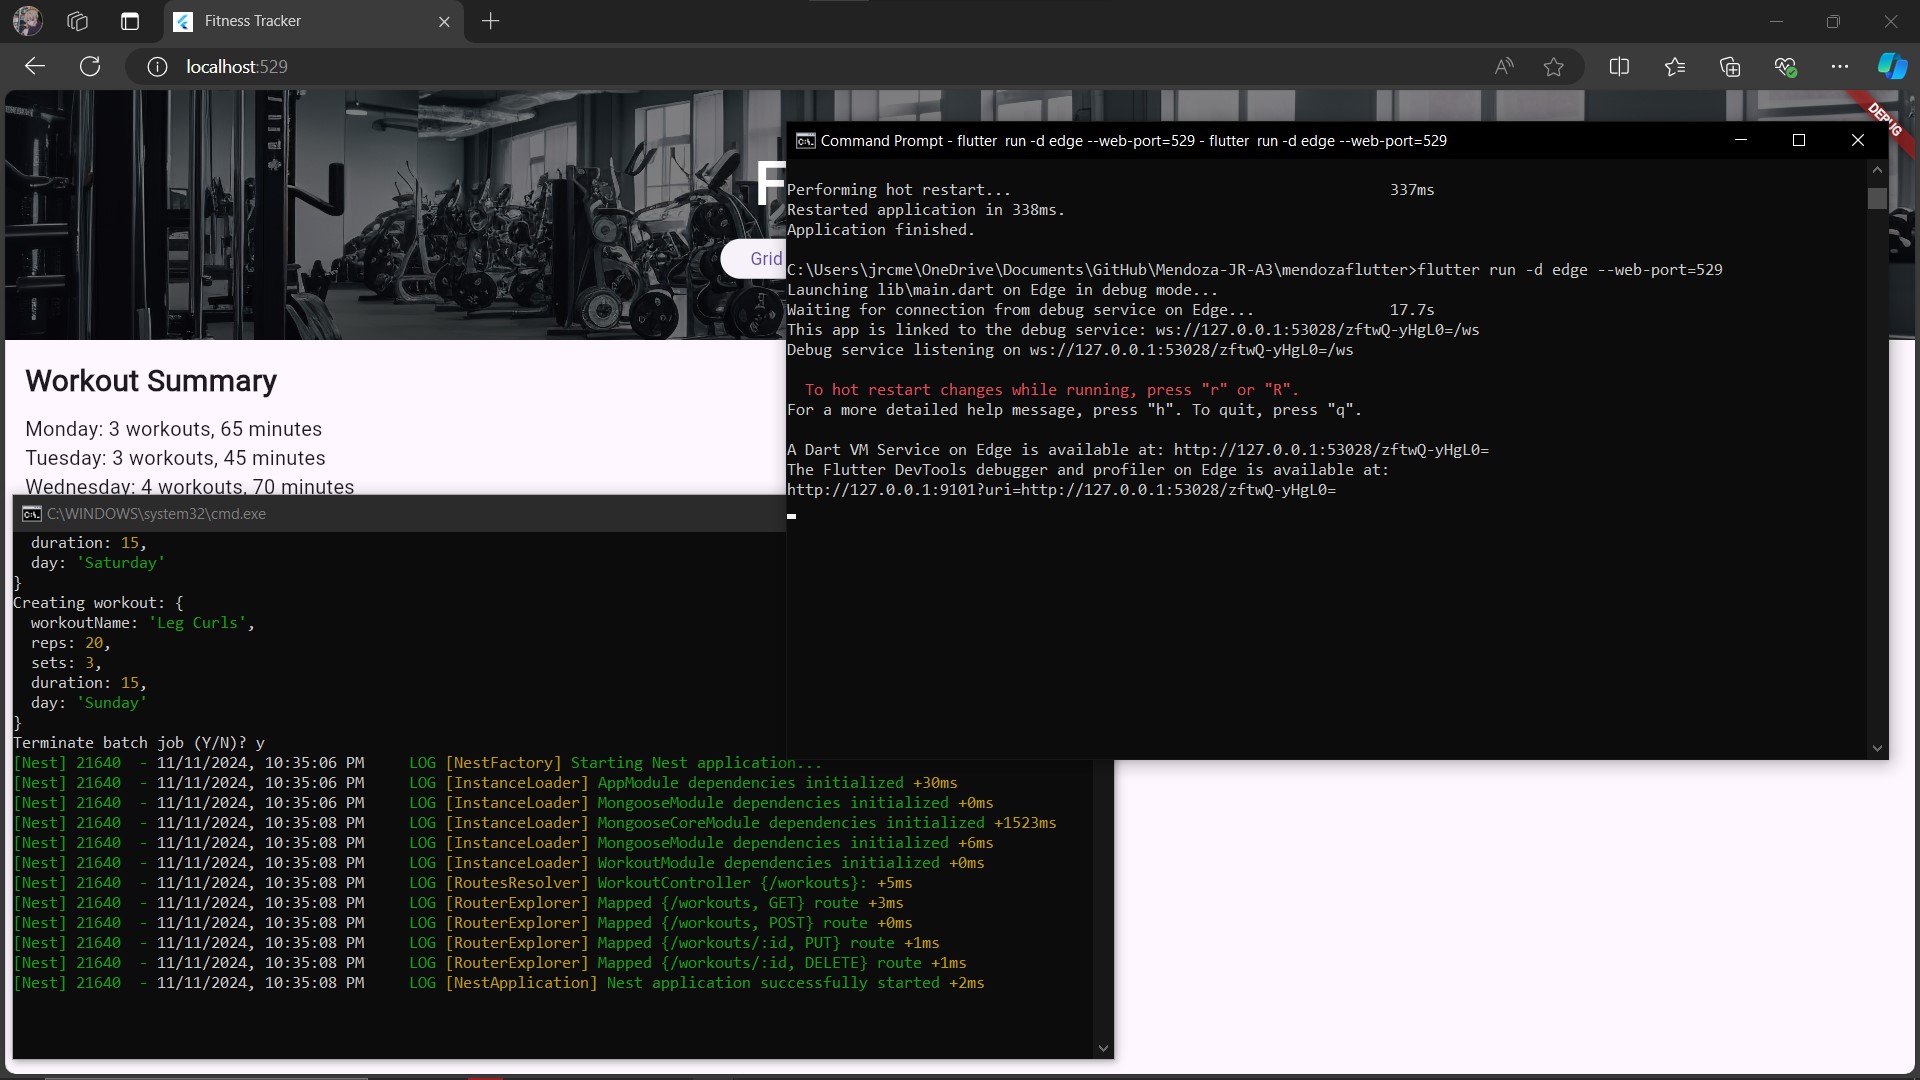 Fitness Tracker
localhost:529
DEBUG
F
Grid
Workout Summary
Monday: 3 workouts, 65 minutes
Tuesday: 3 workouts, 45 minutes
Wednesday: 4 workouts, 70 minutes
Command Prompt - flutter  run -d edge --web-port=529 - flutter  run -d edge --web-port=529
Performing hot restart...                                          337ms
Restarted application in 338ms.
Application finished.
C:\Users\jrcme\OneDrive\Documents\GitHub\Mendoza-JR-A3\mendozaflutter>flutter run -d edge --web-port=529
Launching lib\main.dart on Edge in debug mode...
Waiting for connection from debug service on Edge...               17.7s
This app is linked to the debug service: ws://127.0.0.1:53028/zftwQ-yHgL0=/ws
Debug service listening on ws://127.0.0.1:53028/zftwQ-yHgL0=/ws
To hot restart changes while running, press "r" or "R".
For a more detailed help message, press "h". To quit, press "q".
A Dart VM Service on Edge is available at: http://127.0.0.1:53028/zftwQ-yHgL0=
The Flutter DevTools debugger and profiler on Edge is available at:
http://127.0.0.1:9101?uri=http://127.0.0.1:53028/zftwQ-yHgL0=
C:\WINDOWS\system32\cmd.exe
  duration: 15,
  day: 'Saturday'
}
Creating workout: {
  workoutName: 'Leg Curls',
  reps: 20,
  sets: 3,
  duration: 15,
  day: 'Sunday'
}
Terminate batch job (Y/N)? y
[Nest] 21640  - 11/11/2024, 10:35:06 PM     LOG [NestFactory] Starting Nest application...
[Nest] 21640  - 11/11/2024, 10:35:06 PM     LOG [InstanceLoader] AppModule dependencies initialized +30ms
[Nest] 21640  - 11/11/2024, 10:35:06 PM     LOG [InstanceLoader] MongooseModule dependencies initialized +0ms
[Nest] 21640  - 11/11/2024, 10:35:08 PM     LOG [InstanceLoader] MongooseCoreModule dependencies initialized +1523ms
[Nest] 21640  - 11/11/2024, 10:35:08 PM     LOG [InstanceLoader] MongooseModule dependencies initialized +6ms
[Nest] 21640  - 11/11/2024, 10:35:08 PM     LOG [InstanceLoader] WorkoutModule dependencies initialized +0ms
[Nest] 21640  - 11/11/2024, 10:35:08 PM     LOG [RoutesResolver] WorkoutController {/workouts}: +5ms
[Nest] 21640  - 11/11/2024, 10:35:08 PM     LOG [RouterExplorer] Mapped {/workouts, GET} route +3ms
[Nest] 21640  - 11/11/2024, 10:35:08 PM     LOG [RouterExplorer] Mapped {/workouts, POST} route +0ms
[Nest] 21640  - 11/11/2024, 10:35:08 PM     LOG [RouterExplorer] Mapped {/workouts/:id, PUT} route +1ms
[Nest] 21640  - 11/11/2024, 10:35:08 PM     LOG [RouterExplorer] Mapped {/workouts/:id, DELETE} route +1ms
[Nest] 21640  - 11/11/2024, 10:35:08 PM     LOG [NestApplication] Nest application successfully started +2ms